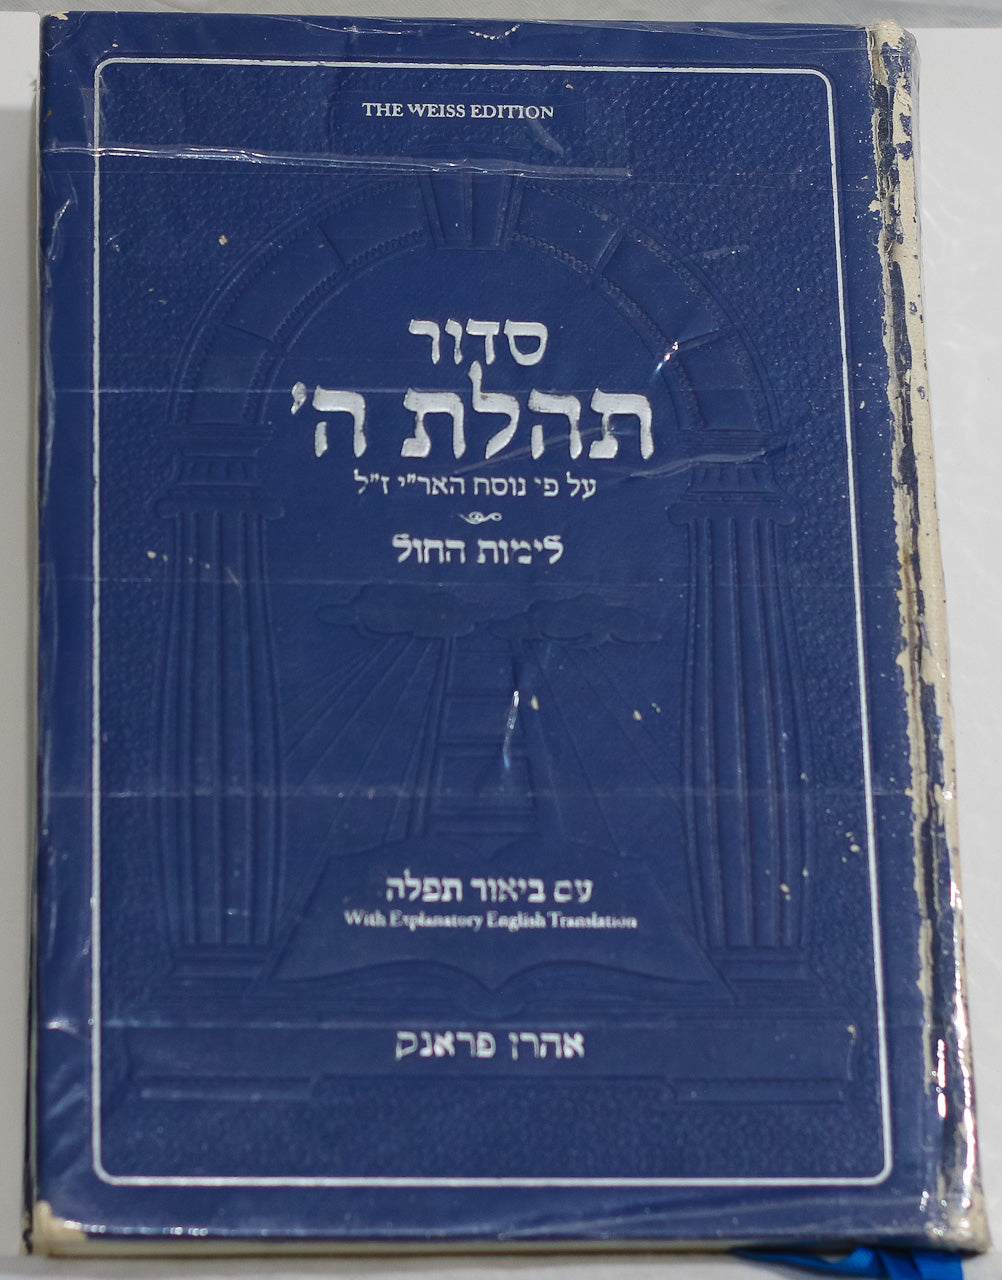 THE WEISS EDITION
סדור
תהלת ה'
על פי נוסח האר"י ז"ל
לימות החול
עם ביאור תפלה
With Explanatory English Translation
אהרן פראנק